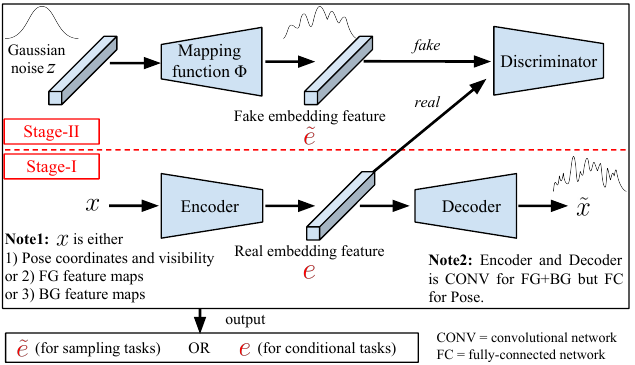 Gaussian
noise z
Mapping
function Φ
fake
Discriminator
Fake embedding feature
ẽ
real
Stage-II
Stage-I
x
Encoder
Decoder
x̃
Real embedding feature
e
Note1: x is either
1) Pose coordinates and visibility
or 2) FG feature maps
or 3) BG feature maps
Note2: Encoder and Decoder
is CONV for FG+BG but FC
for Pose.
output
ẽ (for sampling tasks) OR e (for conditional tasks)
CONV = convolutional network
FC = fully-connected network